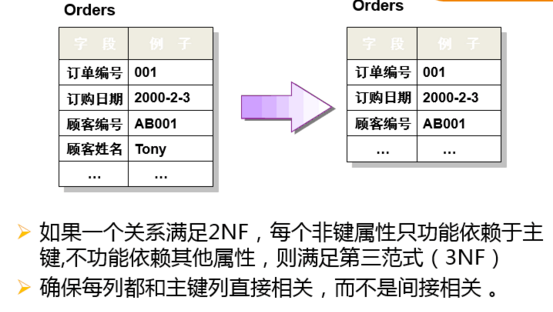 Orders
字 段 例 子
订单编号 001
订购日期 2000-2-3
顾客编号 AB001
顾客姓名 Tony
… …
Orders
字 段 例 子
订单编号 001
订购日期 2000-2-3
顾客编号 AB001
… …
如果一个关系满足2NF，每个非键属性只功能依赖于主
键,不功能依赖其他属性，则满足第三范式（3NF）
确保每列都和主键列直接相关，而不是间接相关 。